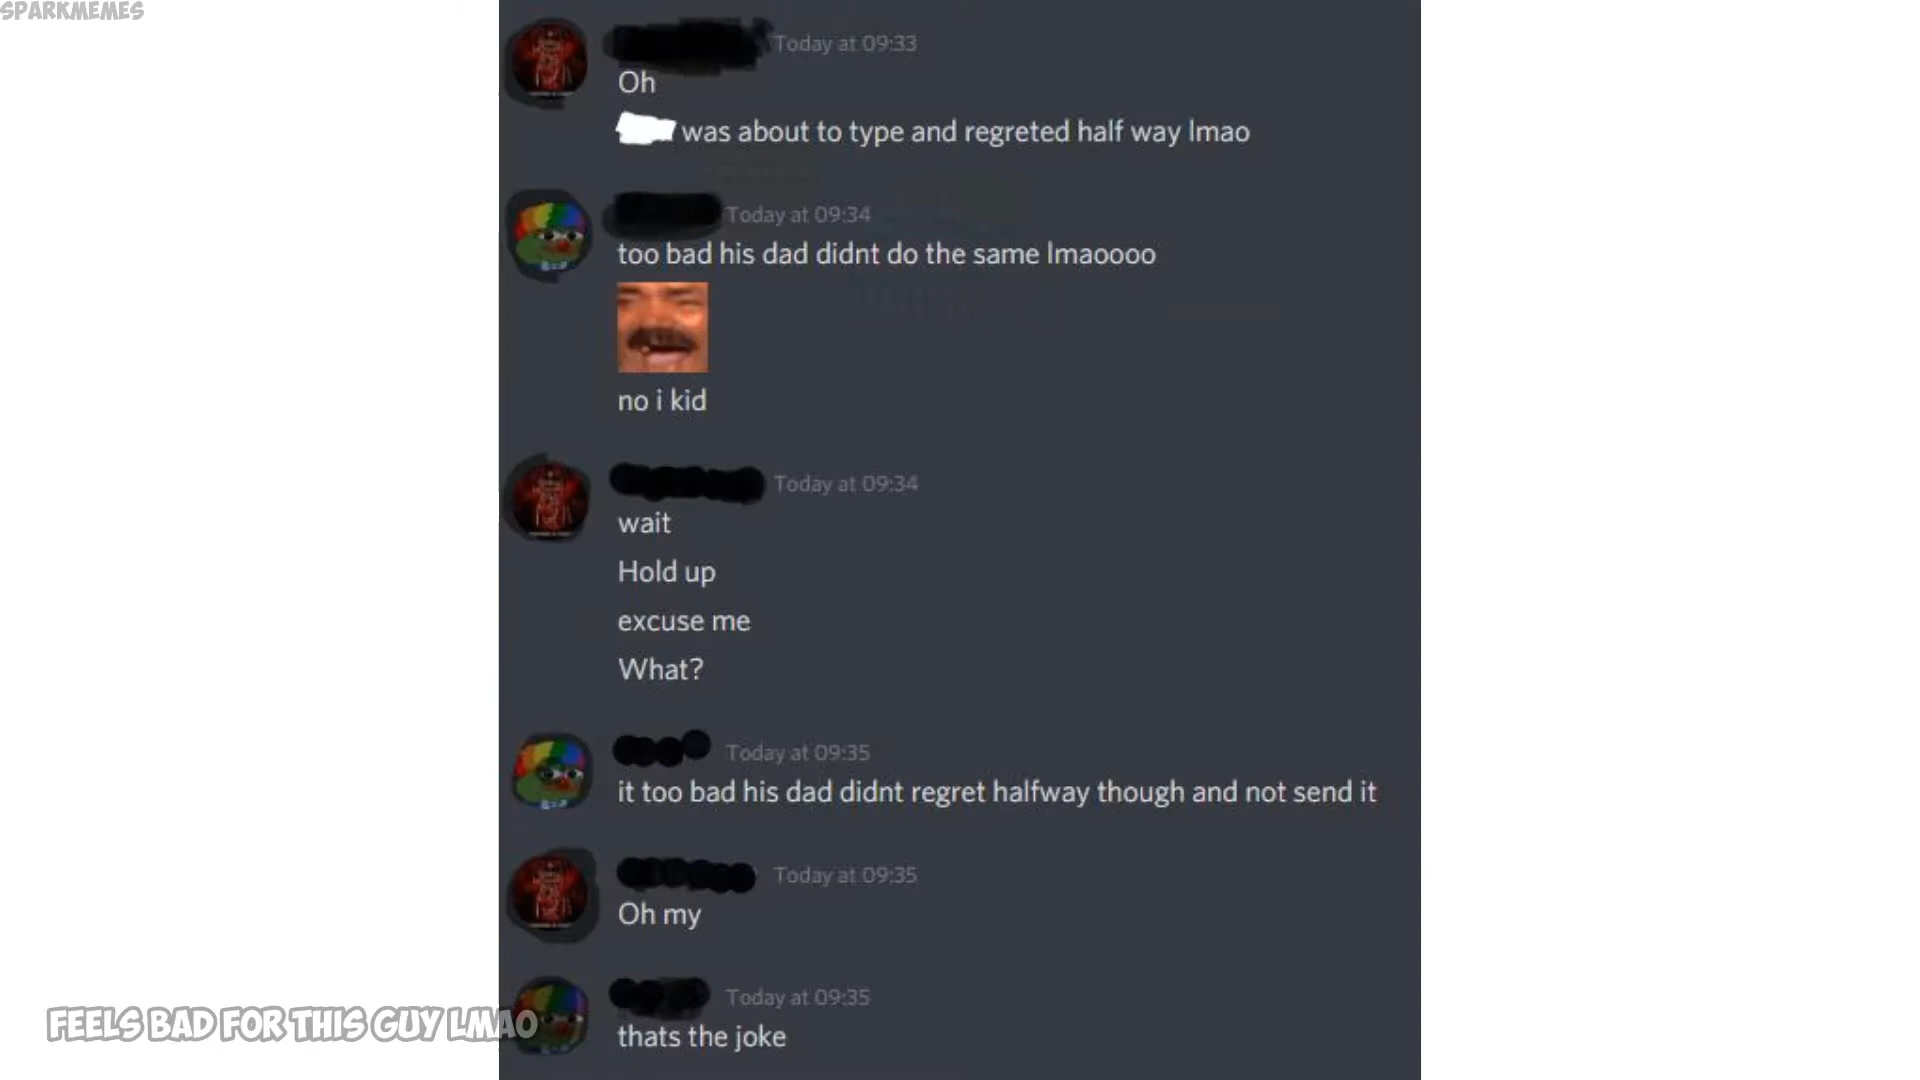 SPARKMEMES
Today at 09:33
Oh
was about to type and regreted half way lmao
Today at 09:34
too bad his dad didnt do the same lmaoooo
no i kid
Today at 09:34
wait
Hold up
excuse me
What?
Today at 09:35
it too bad his dad didnt regret halfway though and not send it
Today at 09:35
Oh my
Today at 09:35
FEELS BAD FOR THIS GUY LMAO
thats the joke